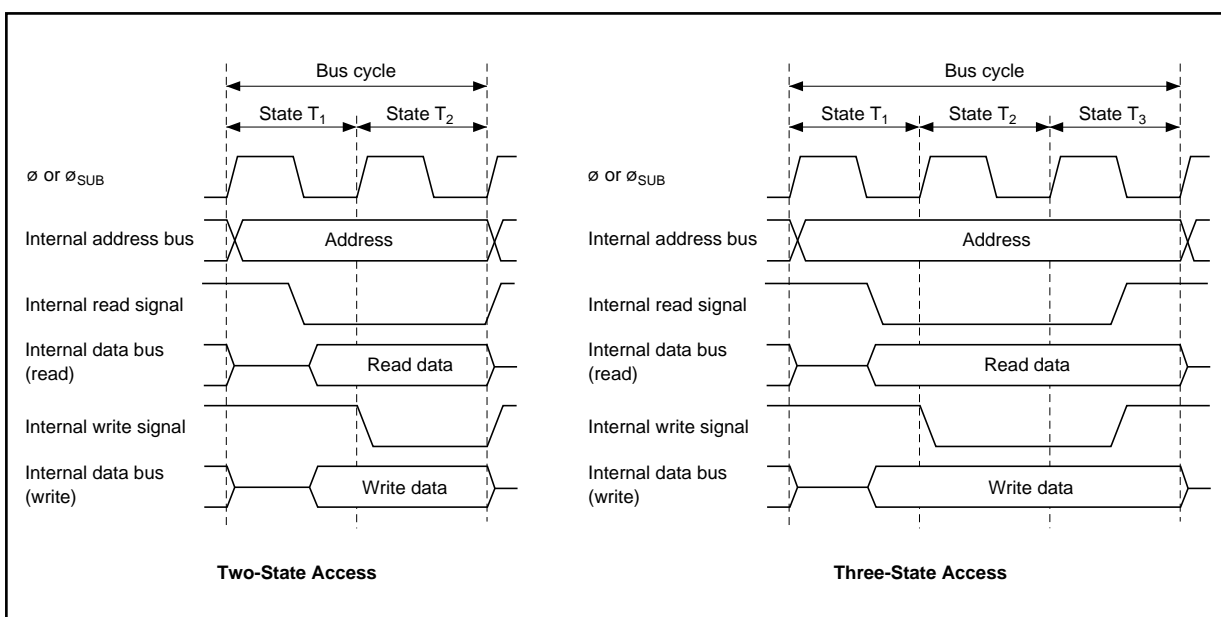 Bus cycle
State T₁
State T₂
ø or øSUB
Internal address bus
Address
Internal read signal
Internal data bus
(read)
Read data
Internal write signal
Internal data bus
(write)
Write data
Two-State Access
Bus cycle
State T₁
State T₂
State T₃
ø or øSUB
Internal address bus
Address
Internal read signal
Internal data bus
(read)
Read data
Internal write signal
Internal data bus
(write)
Write data
Three-State Access